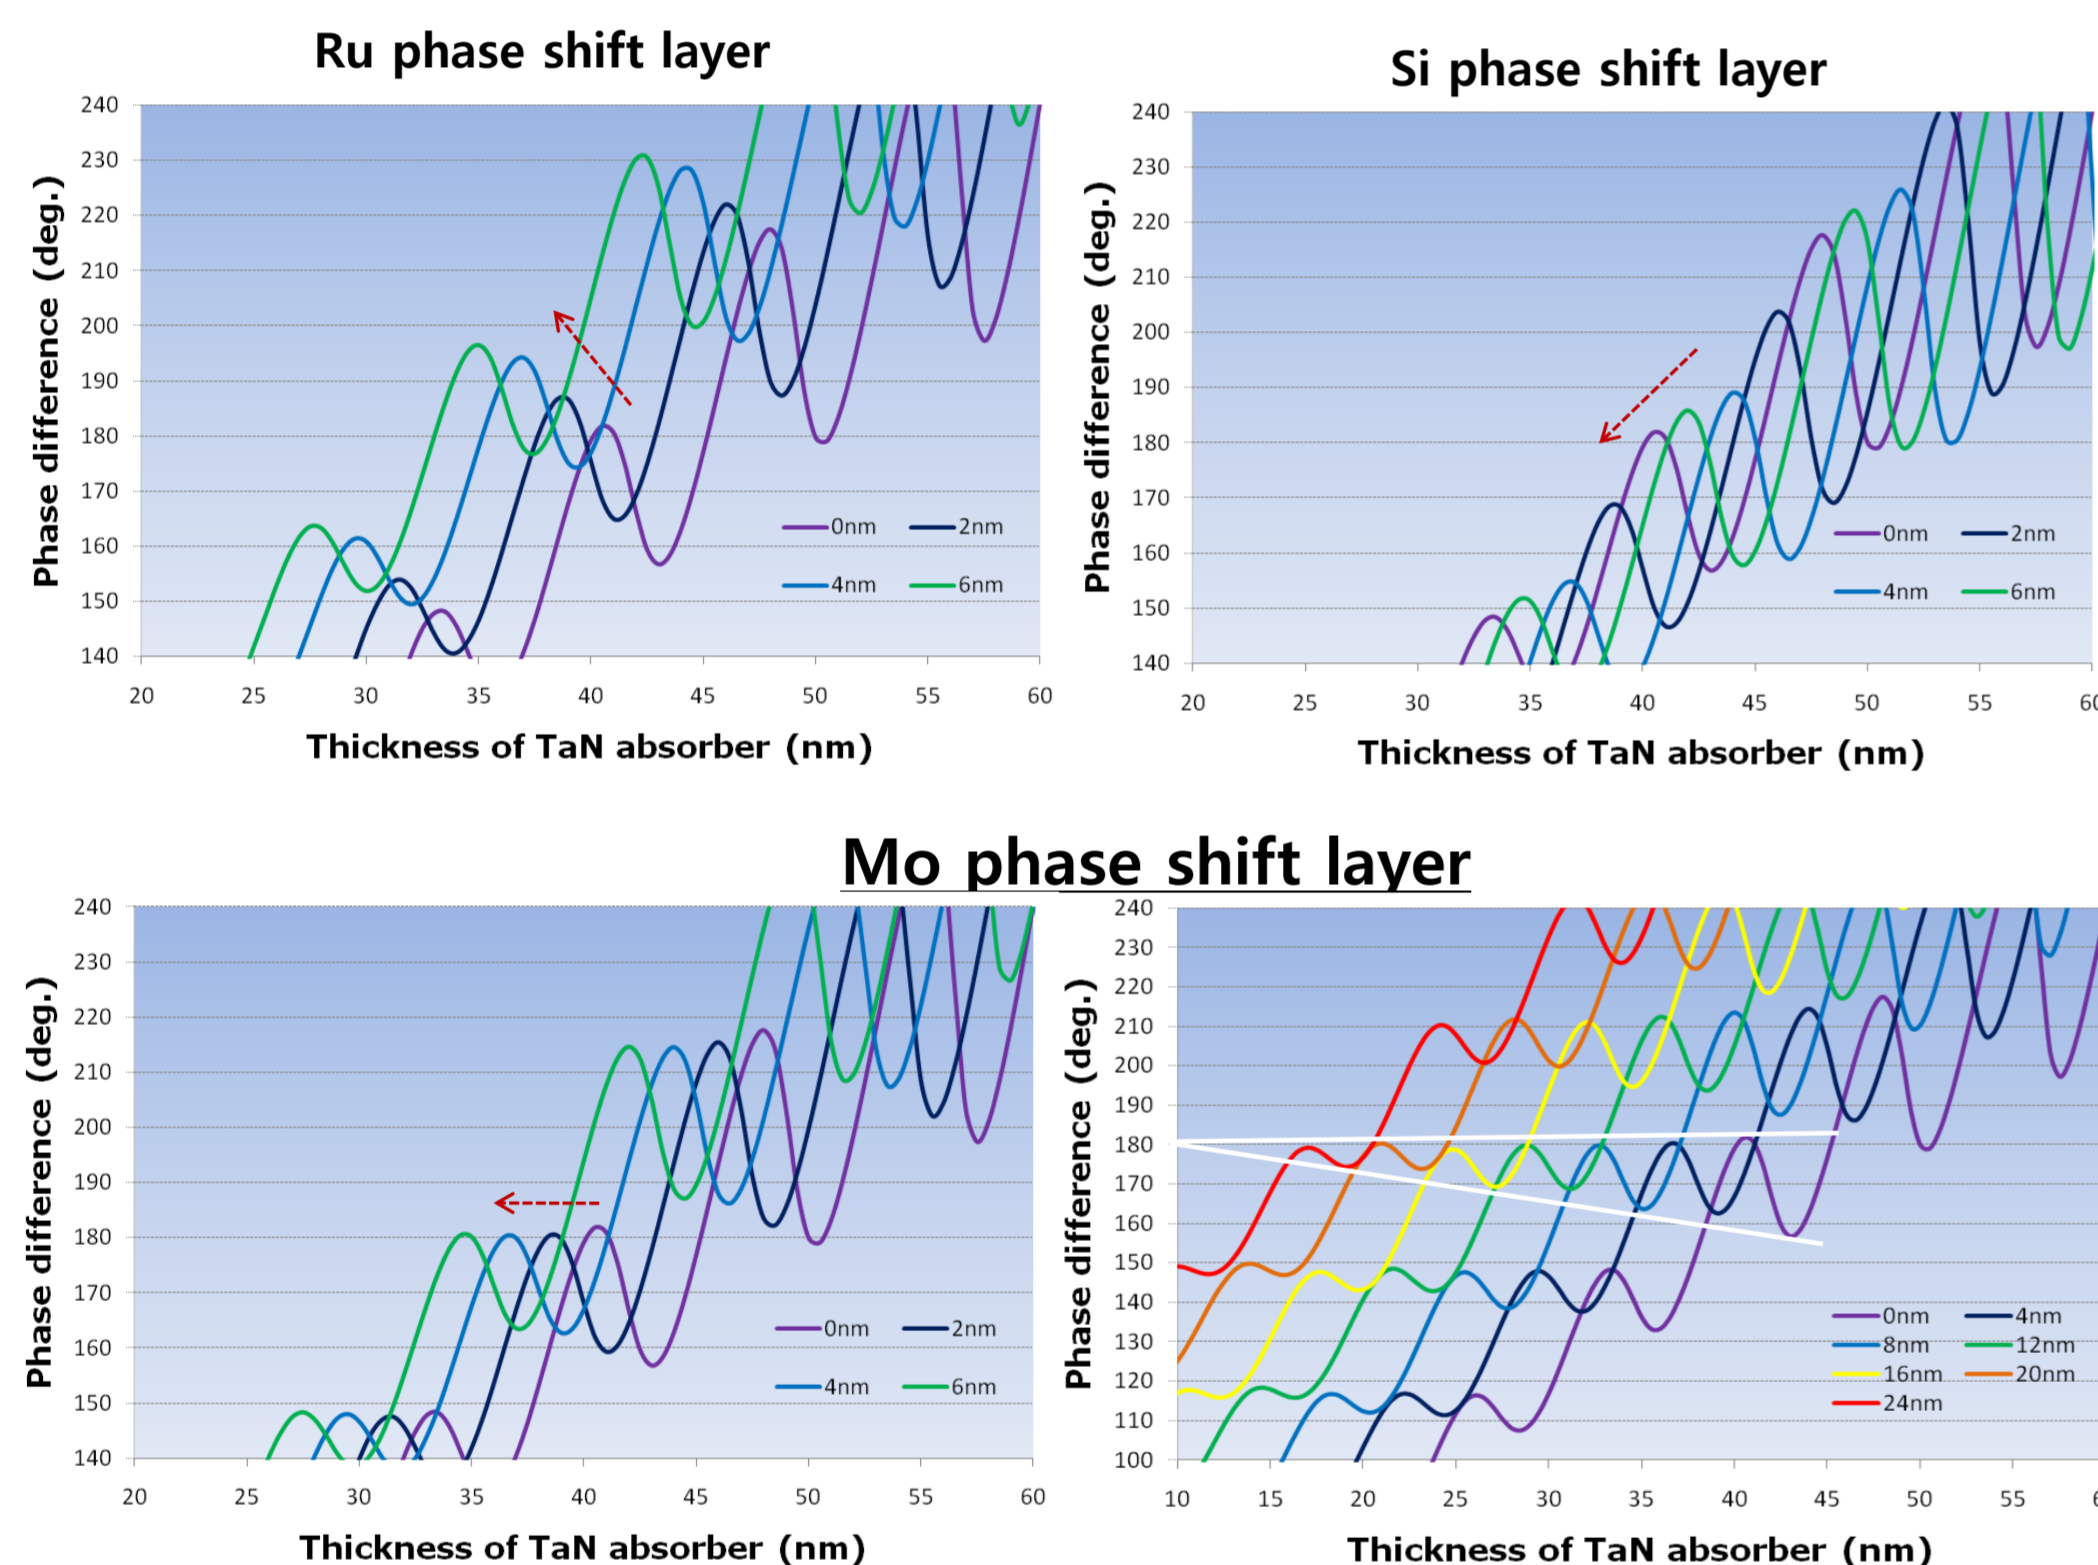 Ru phase shift layer
Phase difference (deg.)
240
230
220
210
200
190
180
170
160
150
140
0nm 2nm
4nm 6nm
20 25 30 35 40 45 50 55 60
Thickness of TaN absorber (nm)
Si phase shift layer
Phase difference (deg.)
240
230
220
210
200
190
180
170
160
150
140
0nm 2nm
4nm 6nm
20 25 30 35 40 45 50 55
Thickness of TaN absorber (nm)
Mo phase shift layer
Phase difference (deg.)
240
230
220
210
200
190
180
170
160
150
140
0nm 2nm
4nm 6nm
20 25 30 35 40 45 50 55 60
Thickness of TaN absorber (nm)
Phase difference (deg.)
240
230
220
210
200
190
180
170
160
150
140
130
120
110
100
0nm 4nm
8nm 12nm
16nm 20nm
24nm
10 15 20 25 30 35 40 45 50 55
Thickness of TaN absorber (nm)